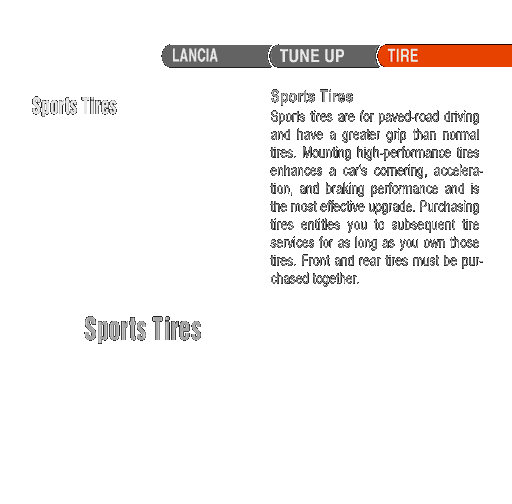 LANCIA TUNE UP TIRE
Sports Tires
Sports Tires
Sports tires are for paved-road driving
and have a greater grip than normal
tires. Mounting high-performance tires
enhances a car's cornering, accelera-
tion, and braking performance and is
the most effective upgrade. Purchasing
tires entitles you to subsequent tire
services for as long as you own those
tires. Front and rear tires must be pur-
chased together.
Sports Tires